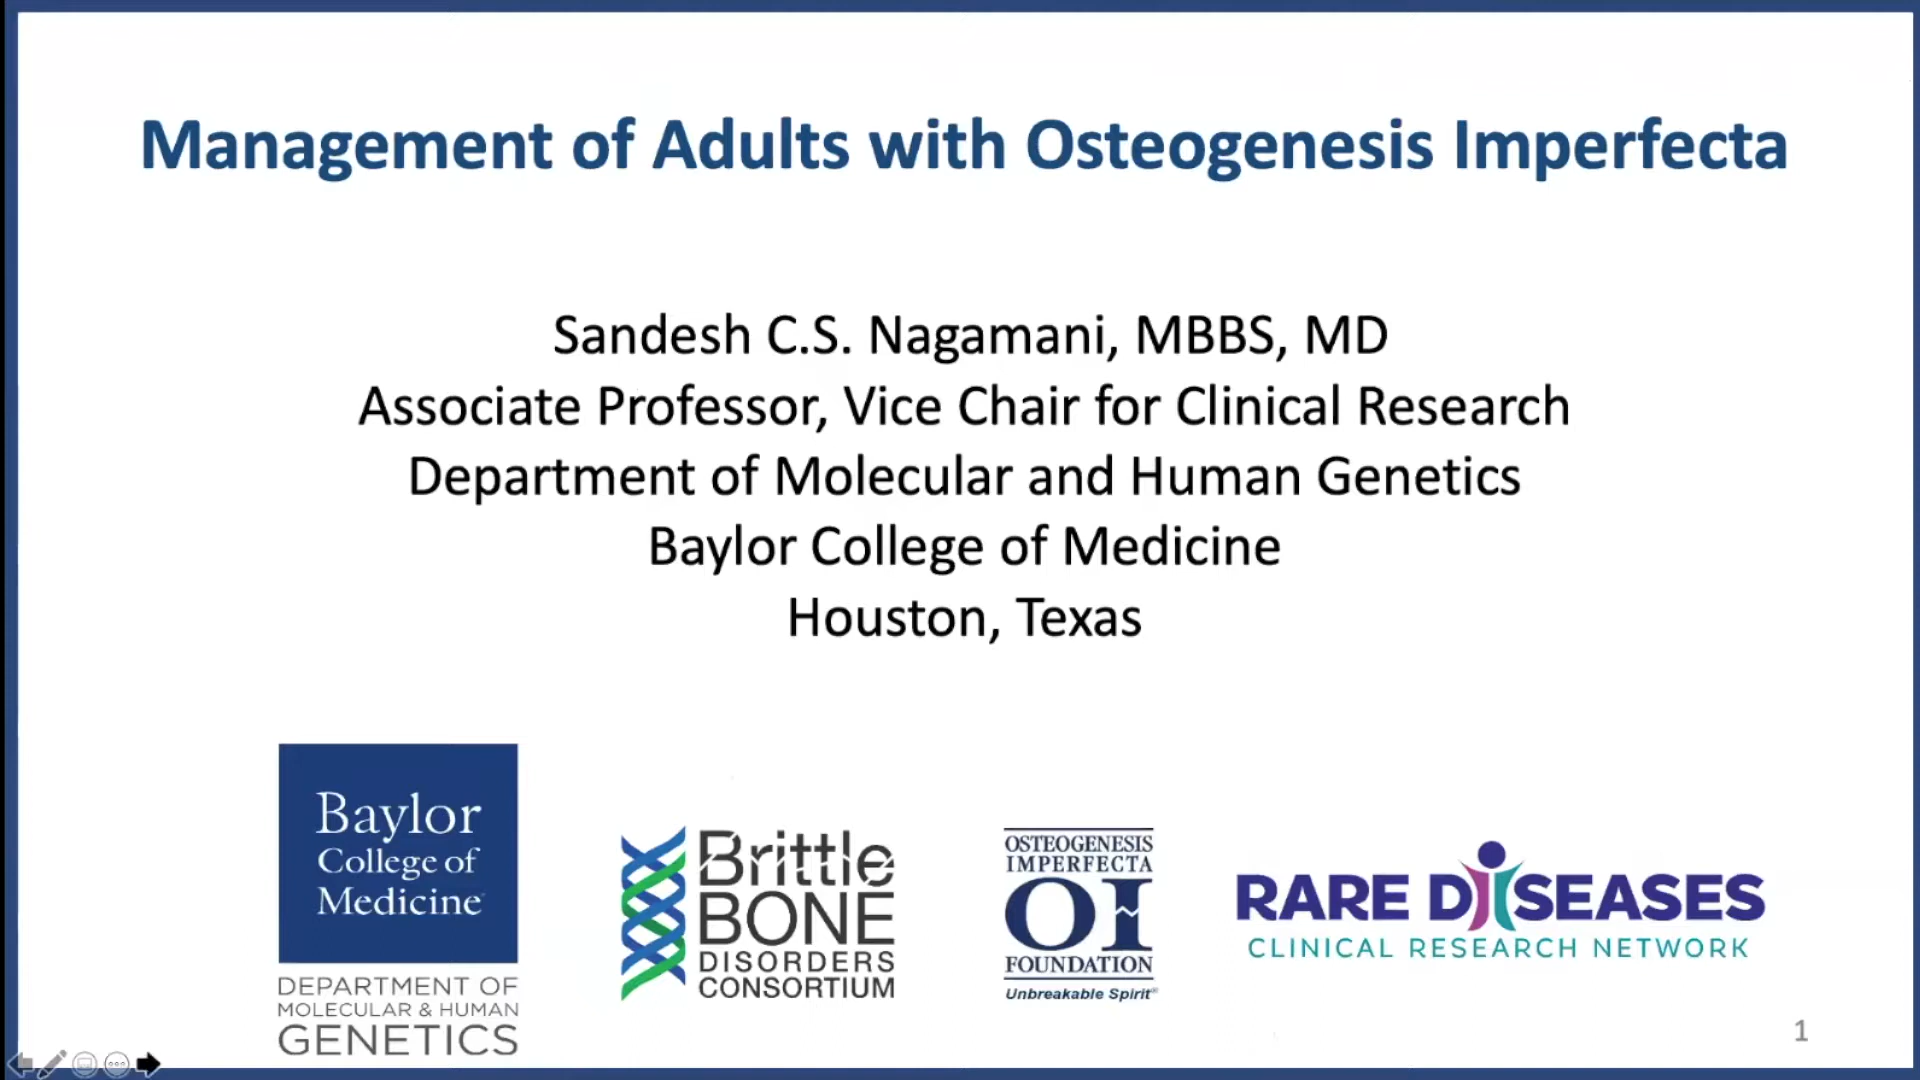 Management of Adults with Osteogenesis Imperfecta
Sandesh C.S. Nagamani, MBBS, MD
Associate Professor, Vice Chair for Clinical Research
Department of Molecular and Human Genetics
Baylor College of Medicine
Houston, Texas
Baylor
College of
Medicine
DEPARTMENT OF
MOLECULAR & HUMAN
GENETICS
Brittle
BONE
DISORDERS
CONSORTIUM
OSTEOGENESIS
IMPERFECTA
OI
FOUNDATION
Unbreakable Spirit®
RARE DISEASES
CLINICAL RESEARCH NETWORK
1